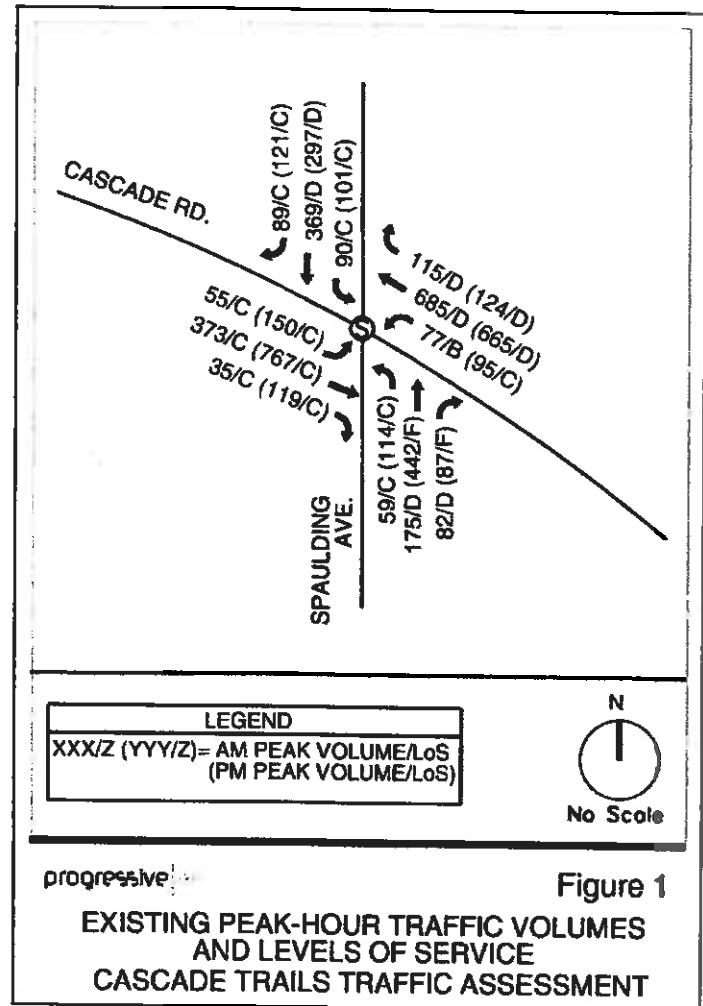 CASCADE RD.
89/C (121/C)
369/D (297/D)
90/C (101/C)
115/D (124/D)
685/D (665/D)
77/B (95/C)
55/C (150/C)
373/C (767/C)
35/C (119/C)
S
59/C (114/C)
175/D (442/F)
82/D (87/F)
SPAULDING
AVE.
LEGEND
XXX/Z (YYY/Z)= AM PEAK VOLUME/LoS
(PM PEAK VOLUME/LoS)
N
No Scale
progressive
Figure 1
EXISTING PEAK-HOUR TRAFFIC VOLUMES
AND LEVELS OF SERVICE
CASCADE TRAILS TRAFFIC ASSESSMENT